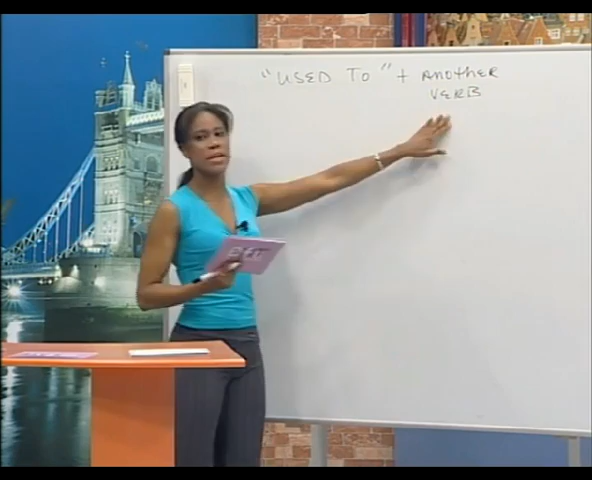 "USED TO" + ANOTHER
VERB